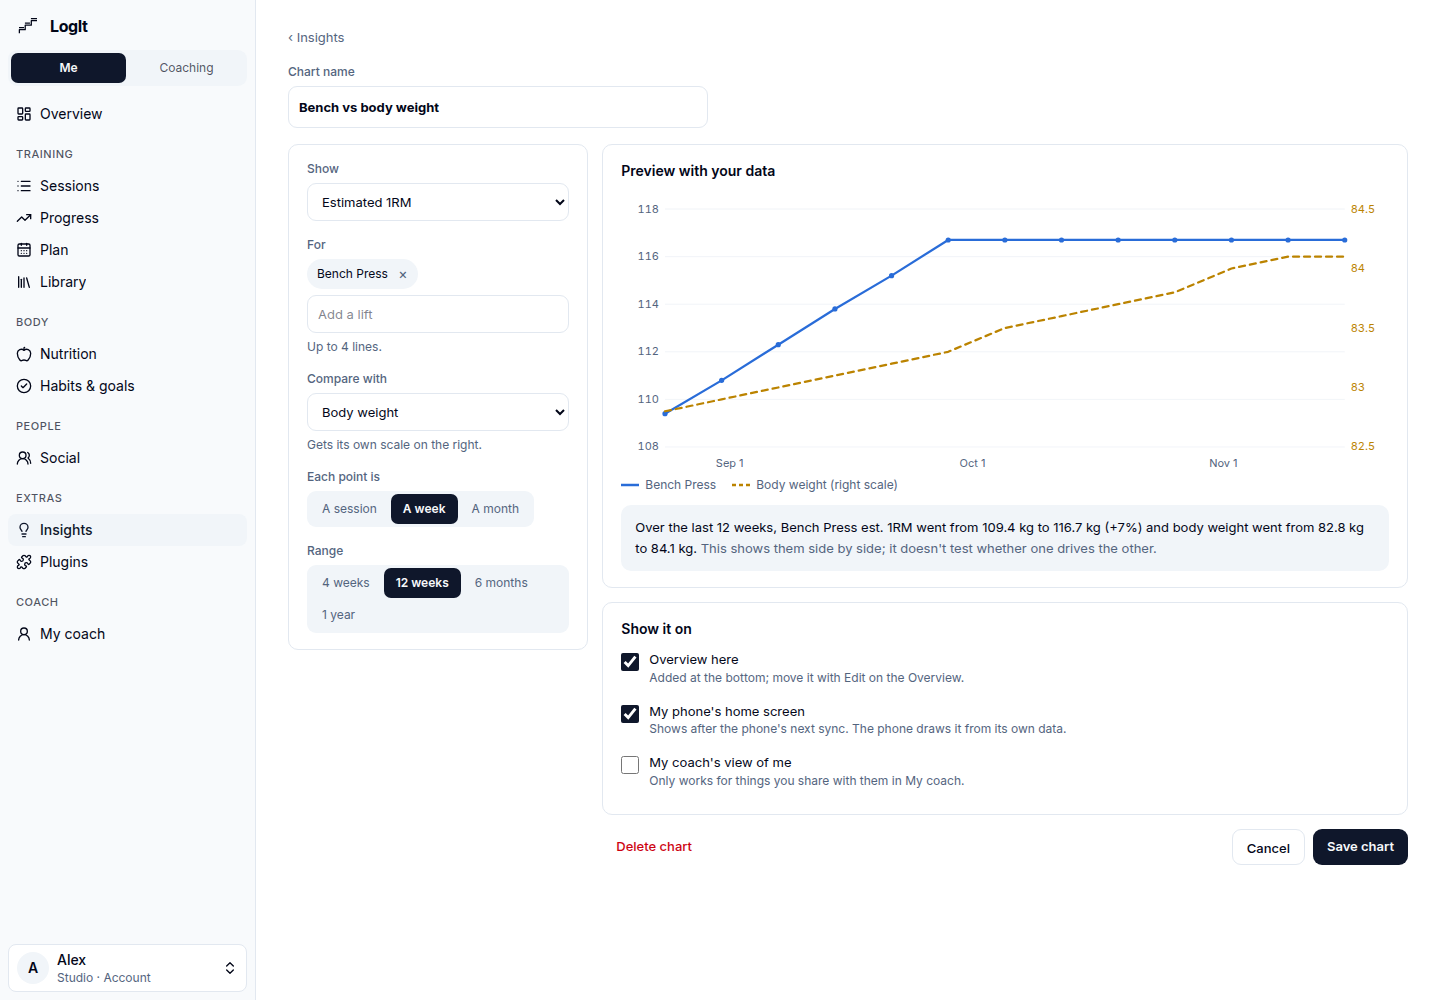 LogIt
Me
Coaching
Overview
TRAINING
Sessions
Progress
Plan
Library
BODY
Nutrition
Habits & goals
PEOPLE
Social
EXTRAS
Insights
Plugins
COACH
My coach
A
Alex
Studio · Account
‹ Insights
Chart name
Bench vs body weight
Show
Estimated 1RM
For
Bench Press ×
Add a lift
Up to 4 lines.
Compare with
Body weight
Gets its own scale on the right.
Each point is
A session
A week
A month
Range
4 weeks
12 weeks
6 months
1 year
Preview with your data
118
116
114
112
110
108
84.5
84
83.5
83
82.5
Sep 1
Oct 1
Nov 1
Bench Press
Body weight (right scale)
Over the last 12 weeks, Bench Press est. 1RM went from 109.4 kg to 116.7 kg (+7%) and body weight went from 82.8 kg
to 84.1 kg. This shows them side by side; it doesn't test whether one drives the other.
Show it on
Overview here
Added at the bottom; move it with Edit on the Overview.
My phone's home screen
Shows after the phone's next sync. The phone draws it from its own data.
My coach's view of me
Only works for things you share with them in My coach.
Delete chart
Cancel
Save chart